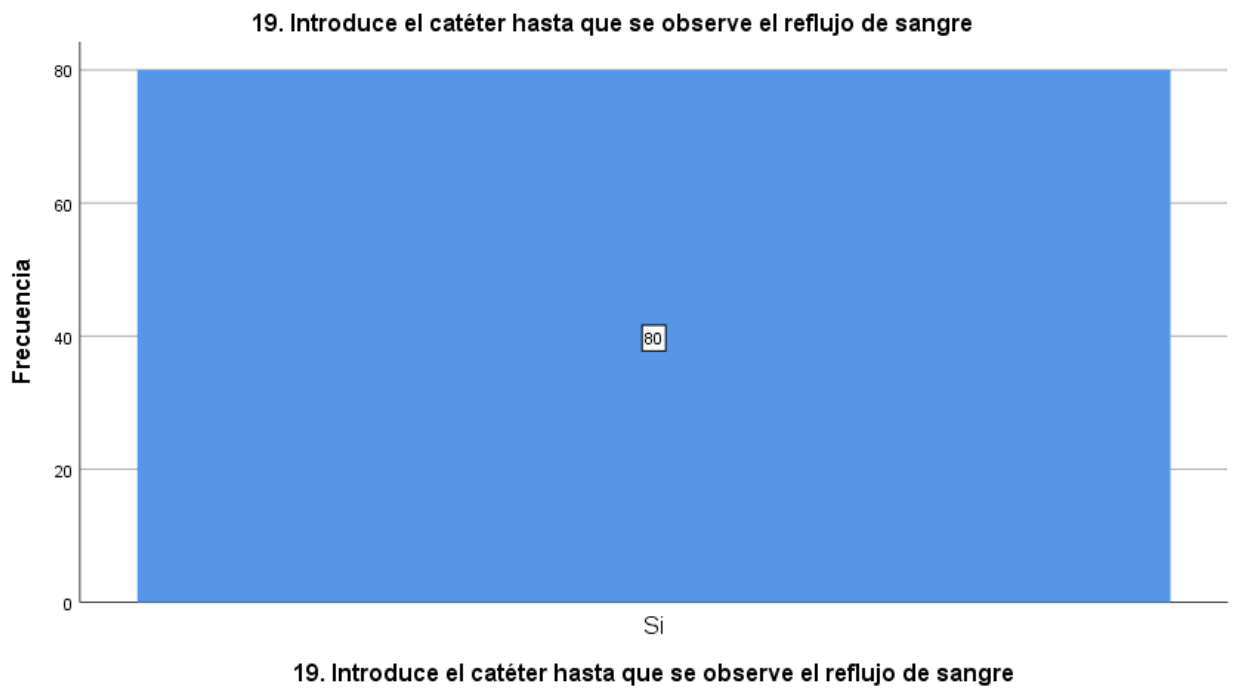 19. Introduce el catéter hasta que se observe el reflujo de sangre
80
60
40
20
0
Frecuencia
80
Si
19. Introduce el catéter hasta que se observe el reflujo de sangre